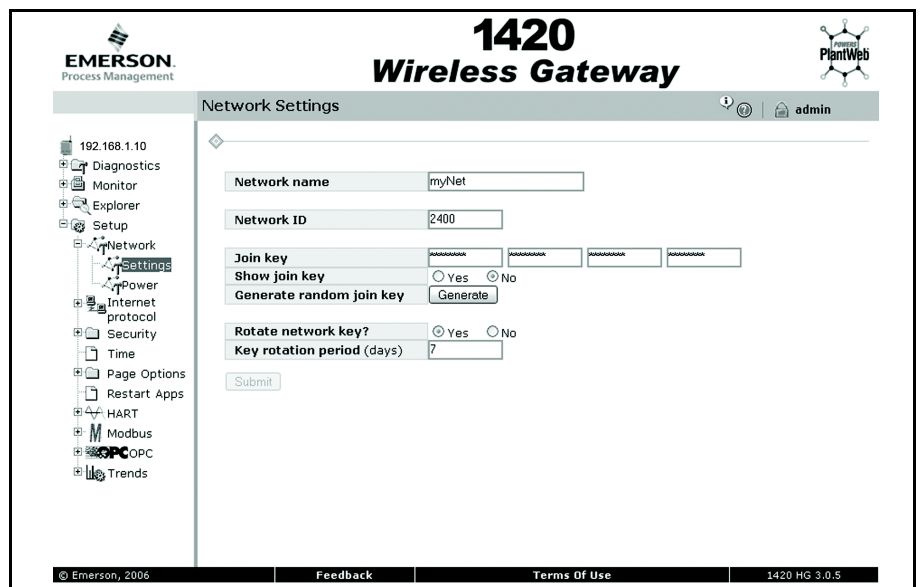 EMERSON.
Process Management
1420
Wireless Gateway
POWERS
PlantWeb
Network Settings
admin
192.168.1.10
Diagnostics
Monitor
Explorer
Setup
Network
Settings
Power
Internet
protocol
Security
Time
Page Options
Restart Apps
HART
Modbus
OPC OPC
Trends
Network name myNet
Network ID 2400
Join key ******** ******** ******** ********
Show join key Yes No
Generate random join key Generate
Rotate network key? Yes No
Key rotation period (days) 7
Submit
© Emerson, 2006 Feedback Terms Of Use 1420 HG 3.0.5